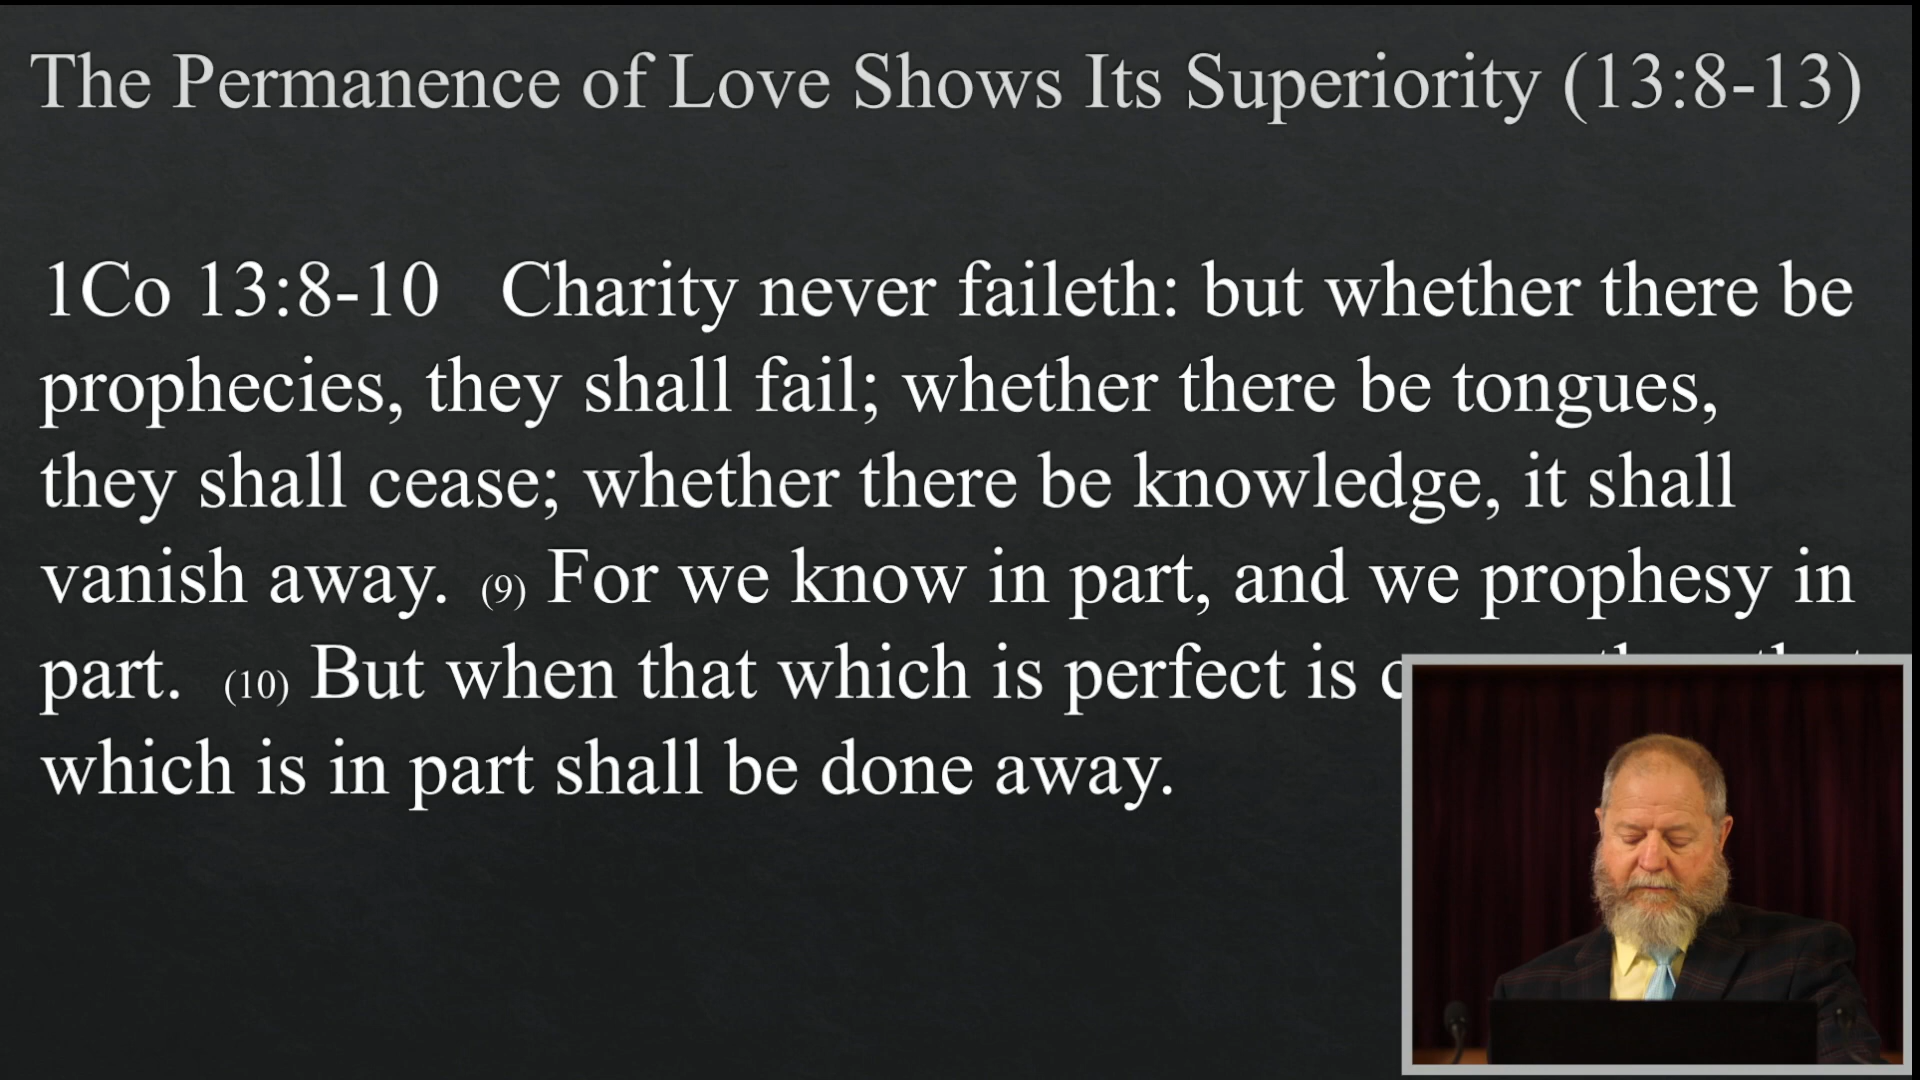 The Permanence of Love Shows Its Superiority (13:8-13)
1Co 13:8-10 Charity never faileth: but whether there be
prophecies, they shall fail; whether there be tongues,
they shall cease; whether there be knowledge, it shall
vanish away. (9) For we know in part, and we prophesy in
part. (10) But when that which is perfect is
which is in part shall be done away.